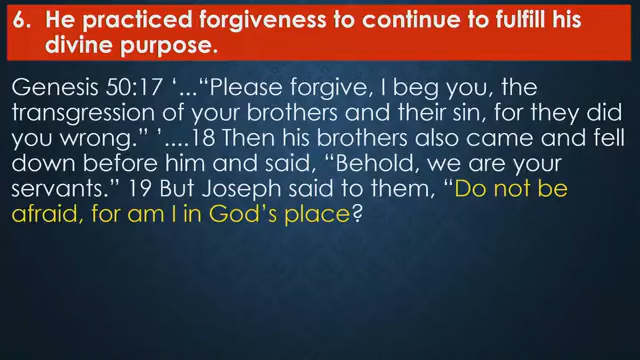 6. He practiced forgiveness to continue to fulfill his
divine purpose.
Genesis 50:17 ‘...“Please forgive, I beg you, the
transgression of your brothers and their sin, for they did
you wrong.” ’....18 Then his brothers also came and fell
down before him and said, “Behold, we are your
servants.” 19 But Joseph said to them, “Do not be
afraid, for am I in God’s place?